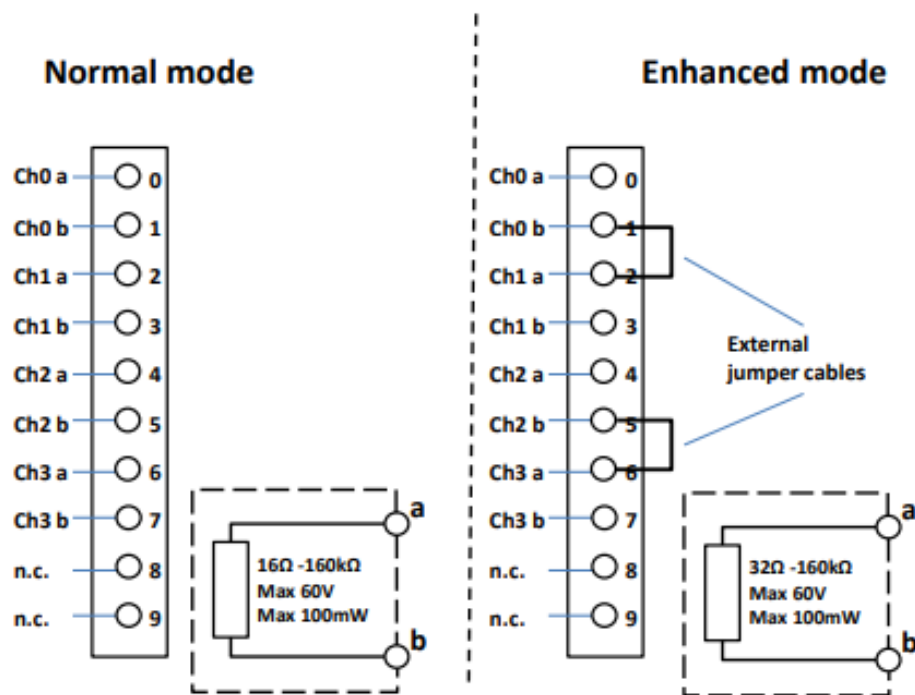 Normal mode
Ch0 a 0
Ch0 b 1
Ch1 a 2
Ch1 b 3
Ch2 a 4
Ch2 b 5
Ch3 a 6
Ch3 b 7
n.c. 8
n.c. 9
a
16Ω -160kΩ
Max 60V
Max 100mW
b
Enhanced mode
Ch0 a 0
Ch0 b 1
Ch1 a 2
Ch1 b 3
Ch2 a 4
Ch2 b 5
Ch3 a 6
Ch3 b 7
n.c. 8
n.c. 9
External
jumper cables
a
32Ω -160kΩ
Max 60V
Max 100mW
b